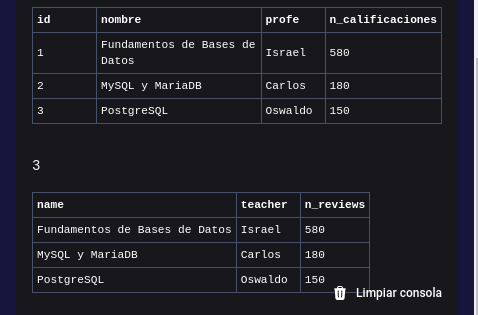 id nombre profe n_calificaciones
1 Fundamentos de Bases de Datos Israel 580
2 MySQL y MariaDB Carlos 180
3 PostgreSQL Oswaldo 150
3
name teacher n_reviews
Fundamentos de Bases de Datos Israel 580
MySQL y MariaDB Carlos 180
PostgreSQL Oswaldo 150
Limpiar consola